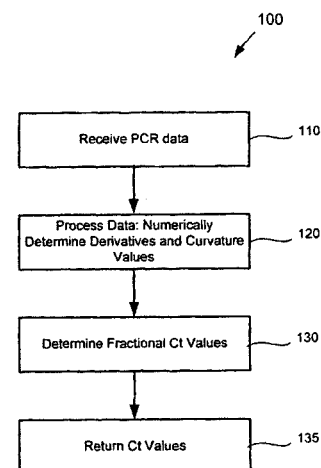 100
Receive PCR data
110
Process Data: Numerically
Determine Derivatives and Curvature
Values
120
Determine Fractional Ct Values
130
Return Ct Values
135